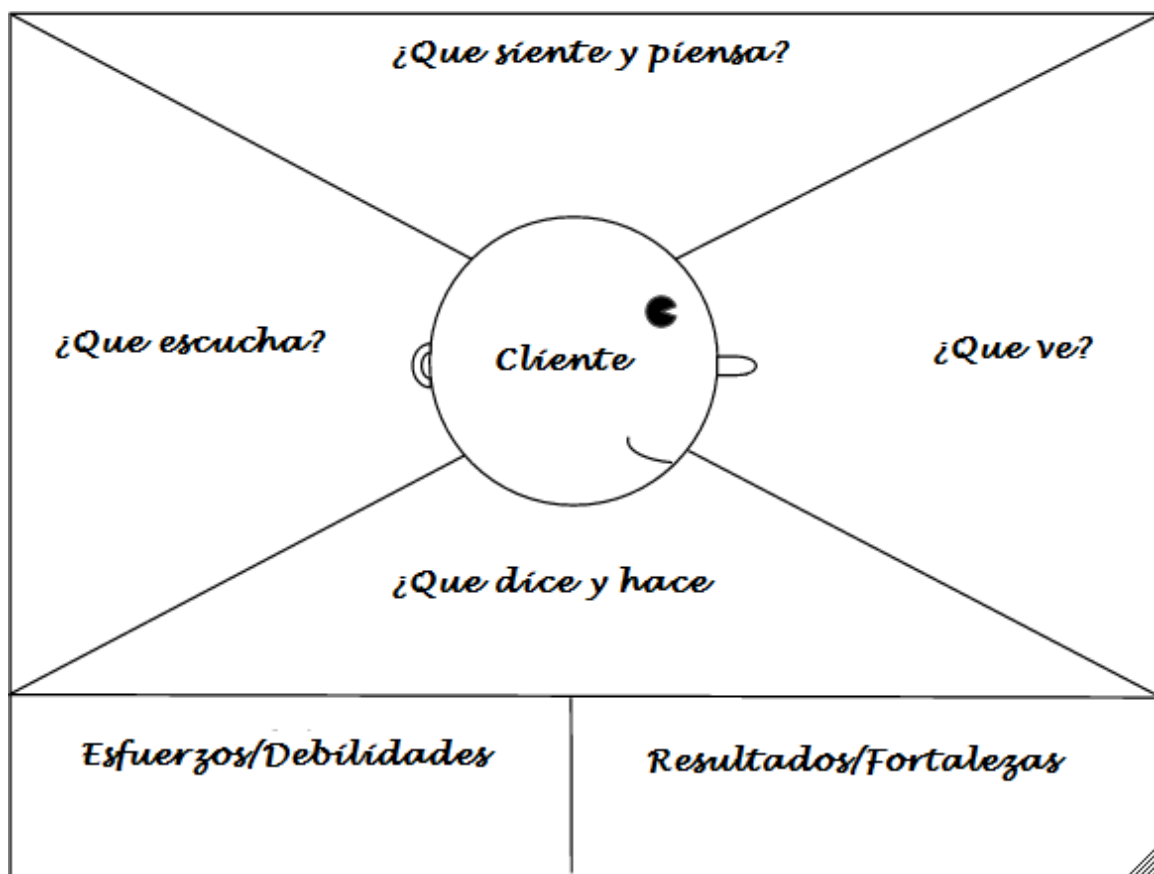 ¿Que siente y piensa?
¿Que escucha?
Cliente
¿Que ve?
¿Que dice y hace
Esfuerzos/Debilidades
Resultados/Fortalezas